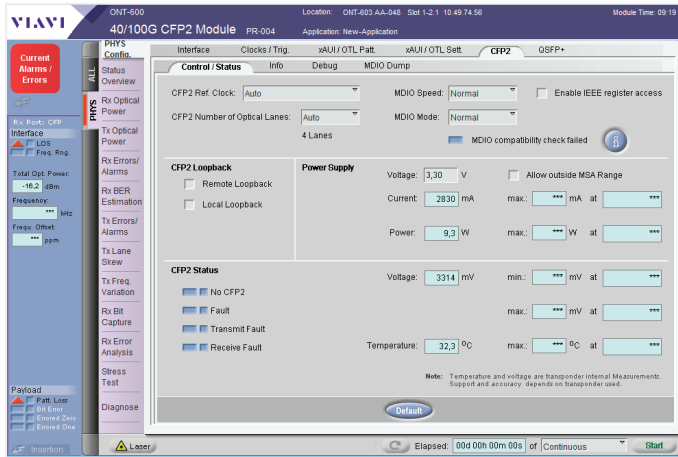 VIAVI
ONT-600
40/100G CFP2 Module PR-004
Location: ONT-603 AA-048 Slot 1-2.1 10.49.74.56
Application: New-Application
Module Time: 09:19
Current
Alarms /
Errors
Rx Port: CFP
Interface
LOS
Freq. Rng.
Total Opt. Power:
-16,2 dBm
Frequency:
*** kHz
Frequ. Offset:
*** ppm
Payload
Patt. Loss
Bit Error
Errored Zero
Errored One
Insertion
ALL
PHYS
PHYS
Config.
Status
Overview
Rx Optical
Power
Tx Optical
Power
Rx Errors/
Alarms
Rx BER
Estimation
Tx Errors/
Alarms
Tx Lane
Skew
Tx Freq.
Variation
Rx Bit
Capture
Rx Error
Analysis
Stress
Test
Diagnose
Interface Clocks / Trig. xAUI / OTL Patt. xAUI / OTL Sett. CFP2 QSFP+
Control / Status Info Debug MDIO Dump
CFP2 Ref. Clock: Auto MDIO Speed: Normal Enable IEEE register access
CFP2 Number of Optical Lanes: Auto MDIO Mode: Normal
4 Lanes MDIO compatibility check failed
CFP2 Loopback
Remote Loopback
Local Loopback
Power Supply
Voltage: 3,30 V Allow outside MSA Range
Current: 2830 mA max.: *** mA at ***
Power: 9,3 W max.: *** W at ***
CFP2 Status
No CFP2
Fault
Transmit Fault
Receive Fault
Voltage: 3314 mV min.: *** mV at ***
max.: *** mV at ***
Temperature: 32,3 °C max.: *** °C at ***
Note: Temperature and voltage are transponder internal Measurements.
Support and accuracy depends on transponder used.
Default
Laser
Elapsed: 00d 00h 00m 00s of Continuous Start